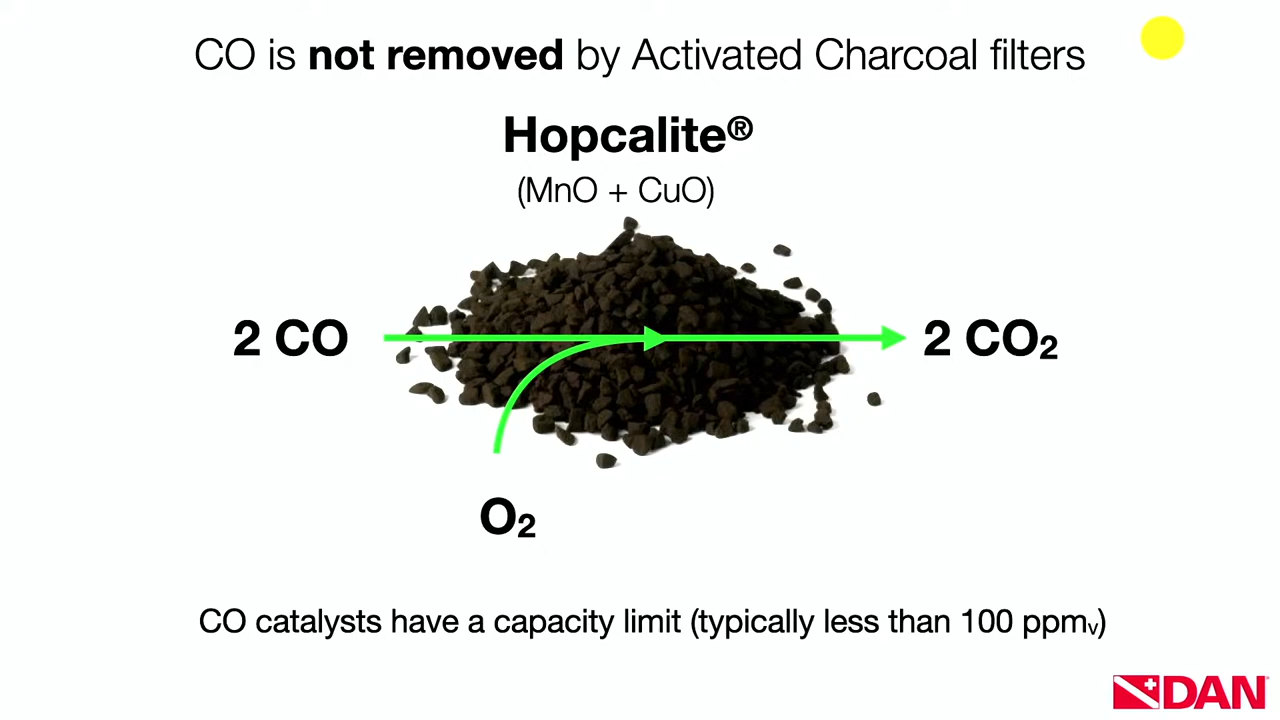 CO is not removed by Activated Charcoal filters
Hopcalite®
(MnO + CuO)
2 CO
2 CO₂
O₂
CO catalysts have a capacity limit (typically less than 100 ppmᵥ)
DAN